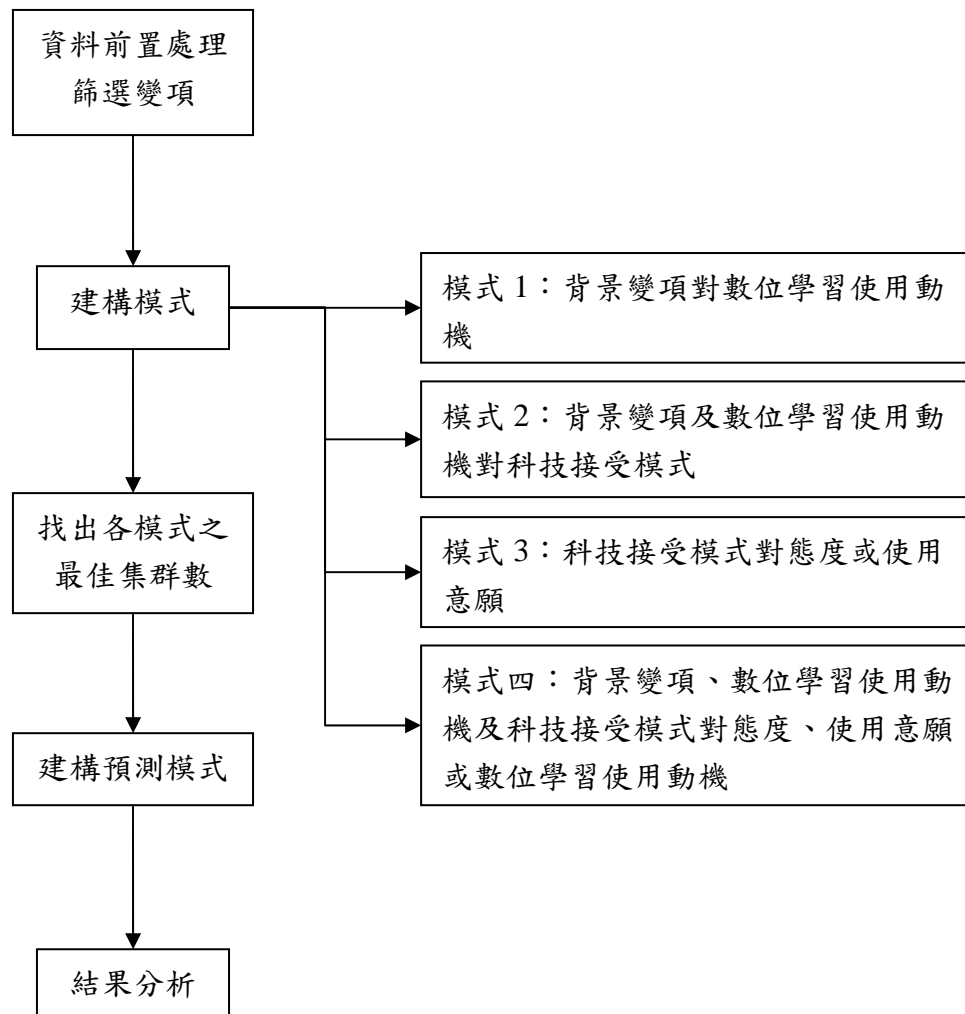 資料前置處理
篩選變項
建構模式
模式 1：背景變項對數位學習使用動
機
模式 2：背景變項及數位學習使用動
機對科技接受模式
找出各模式之
最佳集群數
模式 3：科技接受模式對態度或使用
意願
模式四：背景變項、數位學習使用動
機及科技接受模式對態度、使用意願
或數位學習使用動機
建構預測模式
結果分析